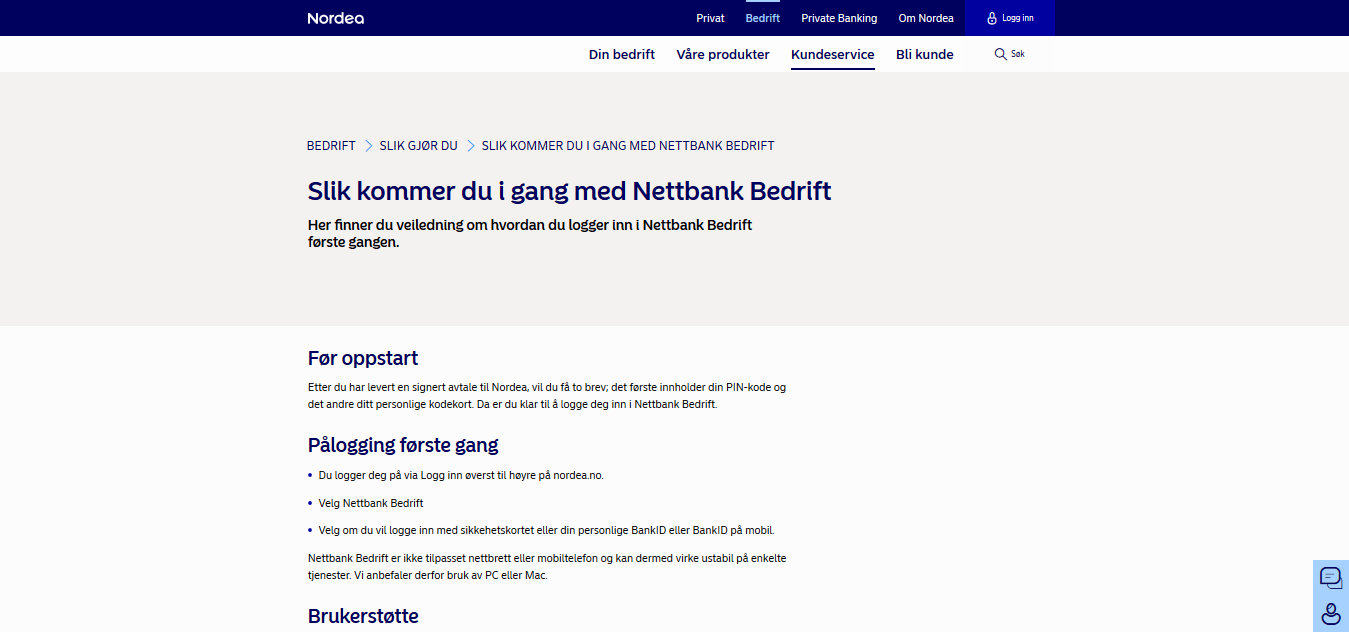 Nordea
Privat Bedrift Private Banking Om Nordea Logg inn
Din bedrift Våre produkter Kundeservice Bli kunde Søk
BEDRIFT SLIK GJØR DU SLIK KOMMER DU I GANG MED NETTBANK BEDRIFT
Slik kommer du i gang med Nettbank Bedrift
Her finner du veiledning om hvordan du logger inn i Nettbank Bedrift
første gangen.
Før oppstart
Etter du har levert en signert avtale til Nordea, vil du få to brev; det første innholder din PIN-kode og
det andre ditt personlige kodekort. Da er du klar til å logge deg inn i Nettbank Bedrift.
Pålogging første gang
• Du logger deg på via Logg inn øverst til høyre på nordea.no.
• Velg Nettbank Bedrift
• Velg om du vil logge inn med sikkehetskortet eller din personlige BankID eller BankID på mobil.
Nettbank Bedrift er ikke tilpasset nettbrett eller mobiltelefon og kan dermed virke ustabil på enkelte
tjenester. Vi anbefaler derfor bruk av PC eller Mac.
Brukerstøtte